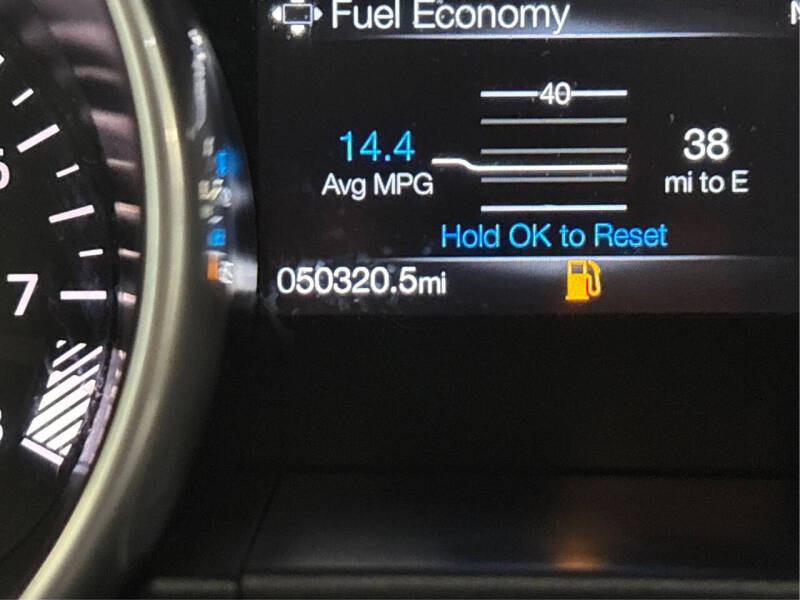 Fuel Economy
40
14.4
38
Avg MPG
mi to E
Hold OK to Reset
050320.5mi
7